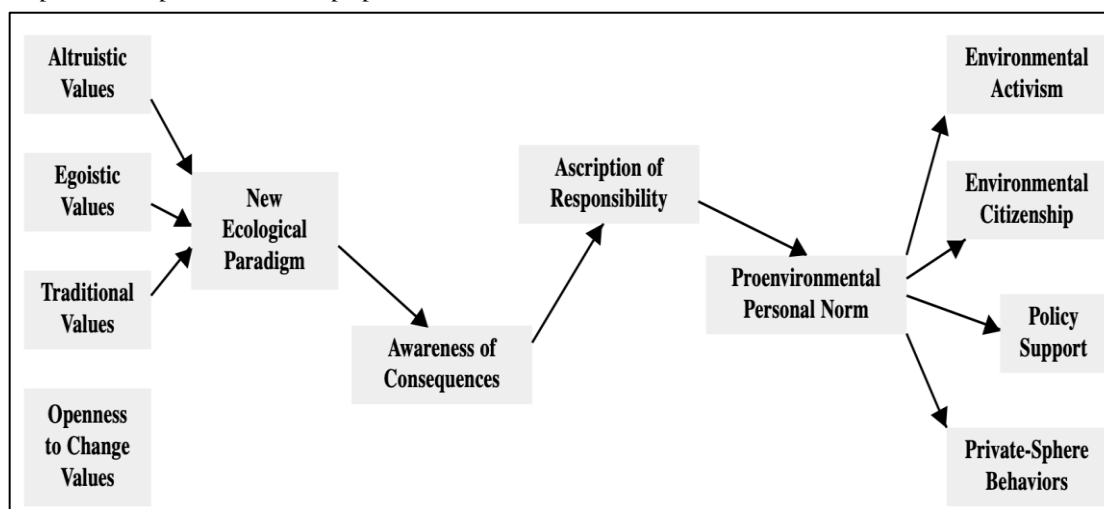 Altruistic
Values
Egoistic
Values
Traditional
Values
Openness
to Change
Values
New
Ecological
Paradigm
Awareness of
Consequences
Ascription of
Responsibility
Proenvironmental
Personal Norm
Environmental
Activism
Environmental
Citizenship
Policy
Support
Private-Sphere
Behaviors